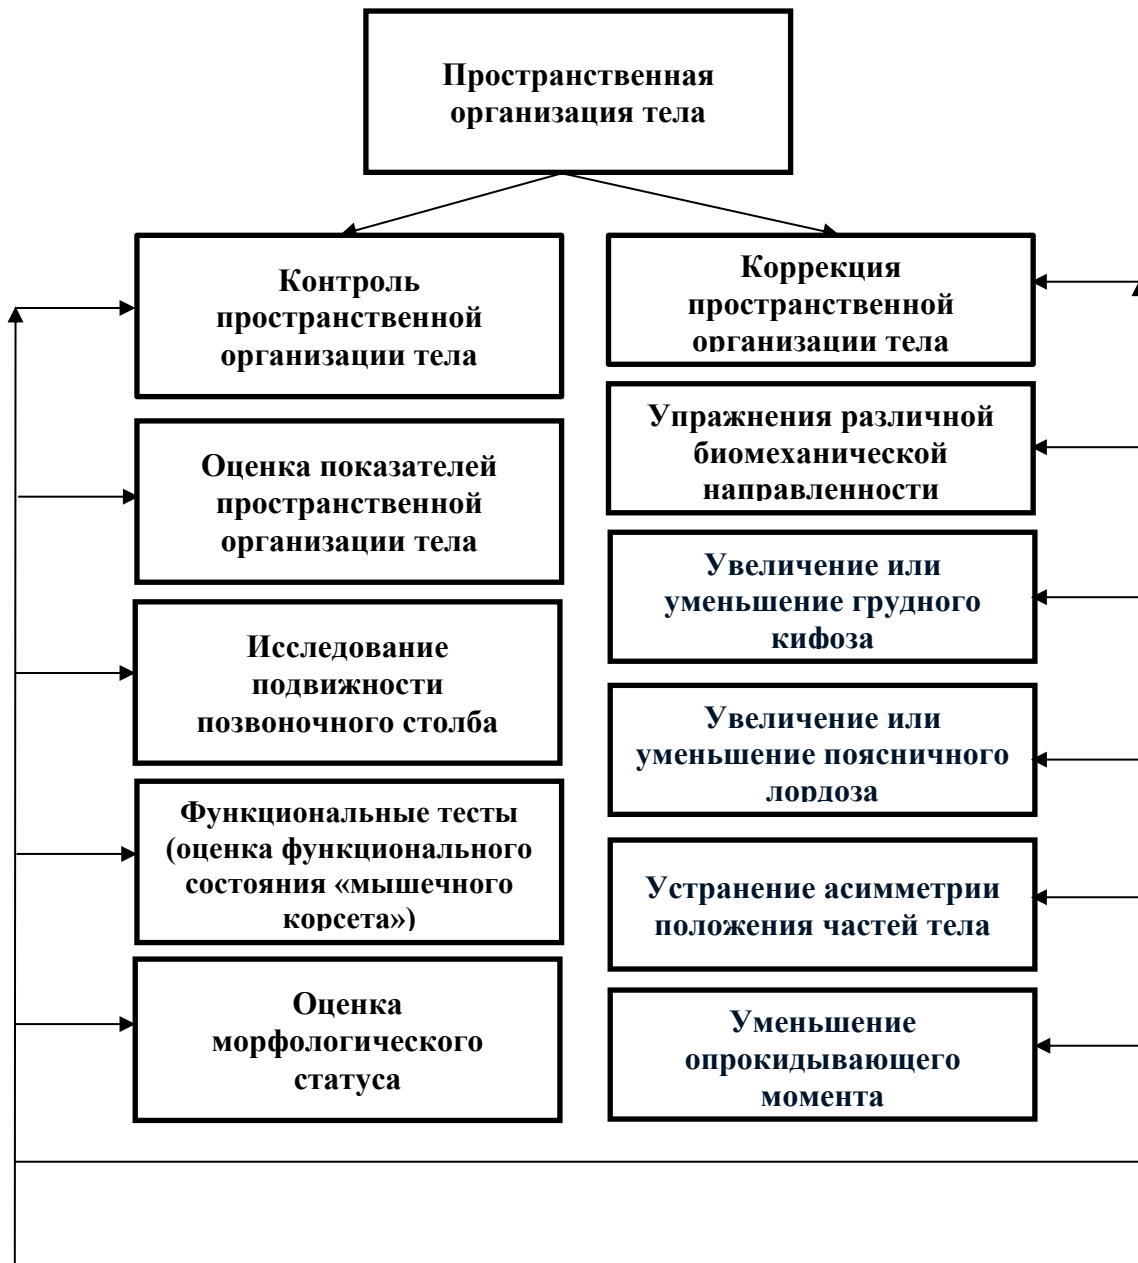 Пространственная
организация тела
Контроль
пространственной
организации тела
Оценка показателей
пространственной
организации тела
Исследование
подвижности
позвоночного столба
Функциональные тесты
(оценка функционального
состояния «мышечного
корсета»)
Оценка
морфологического
статуса
Коррекция
пространственной
организации тела
Упражнения различной
биомеханической
направленности
Увеличение или
уменьшение грудного
кифоза
Увеличение или
уменьшение поясничного
лордоза
Устранение асимметрии
положения частей тела
Уменьшение
опрокидывающего
момента